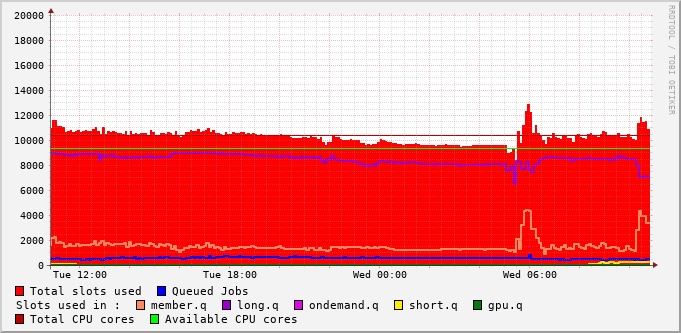 RRDTOOL / TOBI OETIKER
20000
18000
16000
14000
12000
10000
8000
6000
4000
2000
0
Tue 12:00 Tue 18:00 Wed 00:00 Wed 06:00
Total slots used Queued Jobs
Slots used in : member.q long.q ondemand.q short.q gpu.q
Total CPU cores Available CPU cores